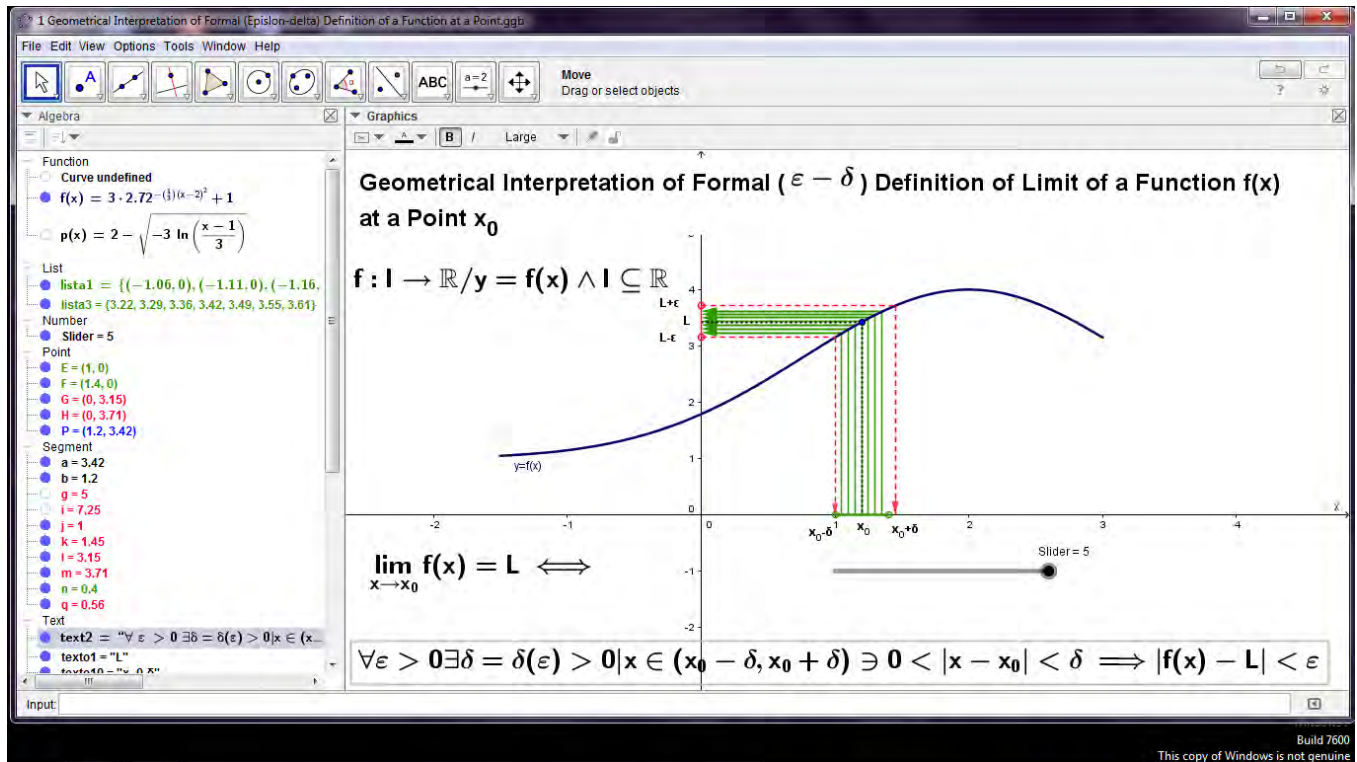 1 Geometrical Interpretation of Formal (Epislon-delta) Definition of a Function at a Point.ggb
File Edit View Options Tools Window Help
A ABC a=2
Move
Drag or select objects
Algebra
Graphics
B I Large
Function
Curve undefined
f(x) = 3 · 2.72^(−(1/3)(x−2)²) + 1
p(x) = 2 − √(−3 ln((x − 1)/3))
List
lista1 = {(−1.06, 0), (−1.11, 0), (−1.16,
lista3 = {3.22, 3.29, 3.36, 3.42, 3.49, 3.55, 3.61}
Number
Slider = 5
Point
E = (1, 0)
F = (1.4, 0)
G = (0, 3.15)
H = (0, 3.71)
P = (1.2, 3.42)
Segment
a = 3.42
b = 1.2
g = 5
i = 7.25
j = 1
k = 1.45
l = 3.15
m = 3.71
n = 0.4
q = 0.56
Text
text2 = "∀ ε > 0 ∃δ = δ(ε) > 0|x ∈ (x...
texto1 = "L"
texto10 = "x_0-δ"
Geometrical Interpretation of Formal ( ε − δ ) Definition of Limit of a Function f(x)
at a Point x₀
f : I → ℝ/y = f(x) ∧ I ⊆ ℝ
4
3
2
1
0
-1
-2
L+ε
L
L-ε
y=f(x)
-2 -1 0 1 2 3 4 x
x₀-δ x₀ x₀+δ
Slider = 5
lim f(x) = L ⟺
x→x₀
∀ε > 0∃δ = δ(ε) > 0|x ∈ (x₀ − δ, x₀ + δ) ∋ 0 < |x − x₀| < δ ⟹ |f(x) − L| < ε
Input:
Build 7600
This copy of Windows is not genuine